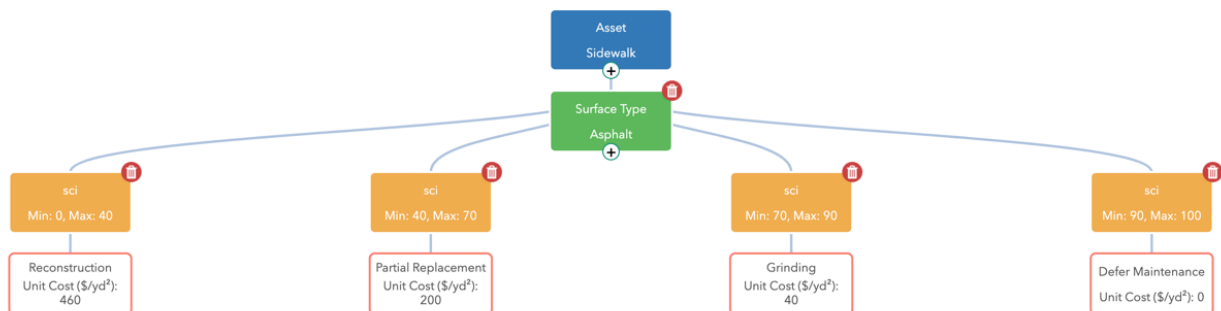 Asset
Sidewalk
Surface Type
Asphalt
sci
Min: 0, Max: 40
sci
Min: 40, Max: 70
sci
Min: 70, Max: 90
sci
Min: 90, Max: 100
Reconstruction
Unit Cost ($/yd²):
460
Partial Replacement
Unit Cost ($/yd²):
200
Grinding
Unit Cost ($/yd²):
40
Defer Maintenance
Unit Cost ($/yd²): 0